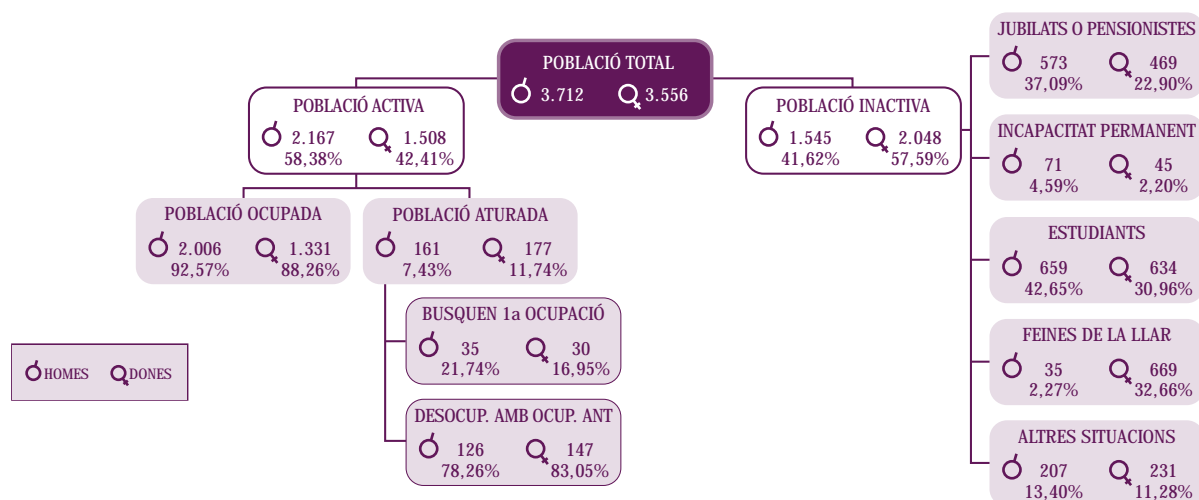 POBLACIÓ TOTAL
3.712 3.556
POBLACIÓ ACTIVA
2.167 1.508
58,38% 42,41%
POBLACIÓ OCUPADA
2.006 1.331
92,57% 88,26%
POBLACIÓ ATURADA
161 177
7,43% 11,74%
BUSQUEN 1a OCUPACIÓ
35 30
21,74% 16,95%
DESOCUP. AMB OCUP. ANT
126 147
78,26% 83,05%
POBLACIÓ INACTIVA
1.545 2.048
41,62% 57,59%
JUBILATS O PENSIONISTES
573 469
37,09% 22,90%
INCAPACITAT PERMANENT
71 45
4,59% 2,20%
ESTUDIANTS
659 634
42,65% 30,96%
FEINES DE LA LLAR
35 669
2,27% 32,66%
ALTRES SITUACIONS
207 231
13,40% 11,28%
HOMES DONES